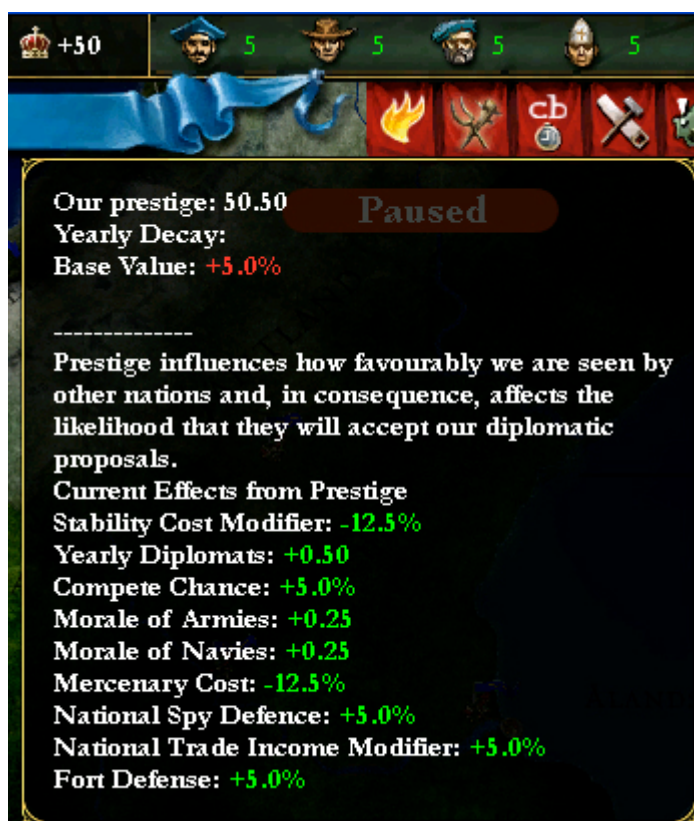 +50 5 5 5 5
cb
Our prestige: 50.50
Paused
Yearly Decay:
Base Value: +5.0%
--------------
Prestige influences how favourably we are seen by
other nations and, in consequence, affects the
likelihood that they will accept our diplomatic
proposals.
Current Effects from Prestige
Stability Cost Modifier: -12.5%
Yearly Diplomats: +0.50
Compete Chance: +5.0%
Morale of Armies: +0.25
Morale of Navies: +0.25
Mercenary Cost: -12.5%
National Spy Defence: +5.0%
National Trade Income Modifier: +5.0%
Fort Defense: +5.0%